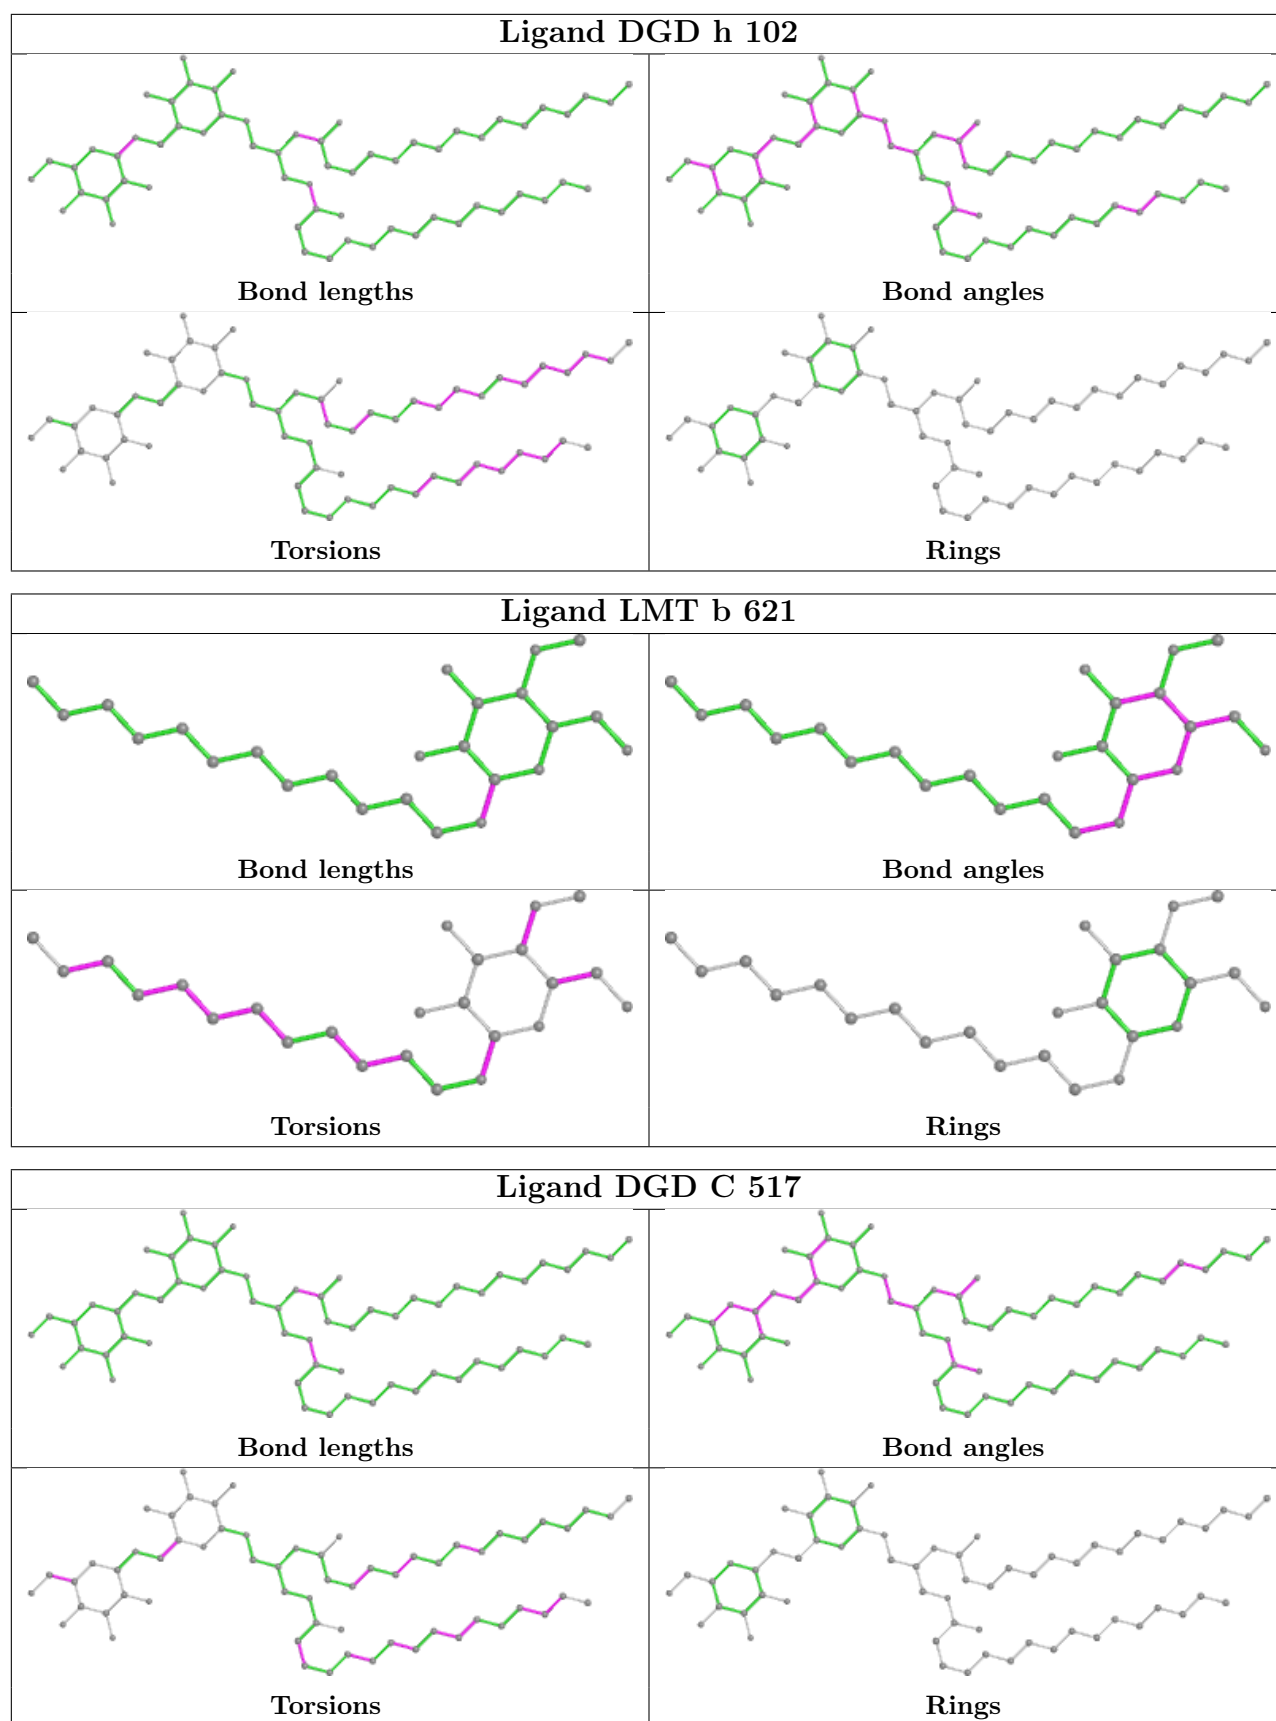 Ligand DGD h 102
Bond lengths
Bond angles
Torsions
Rings
Ligand LMT b 621
Bond lengths
Bond angles
Torsions
Rings
Ligand DGD C 517
Bond lengths
Bond angles
Torsions
Rings